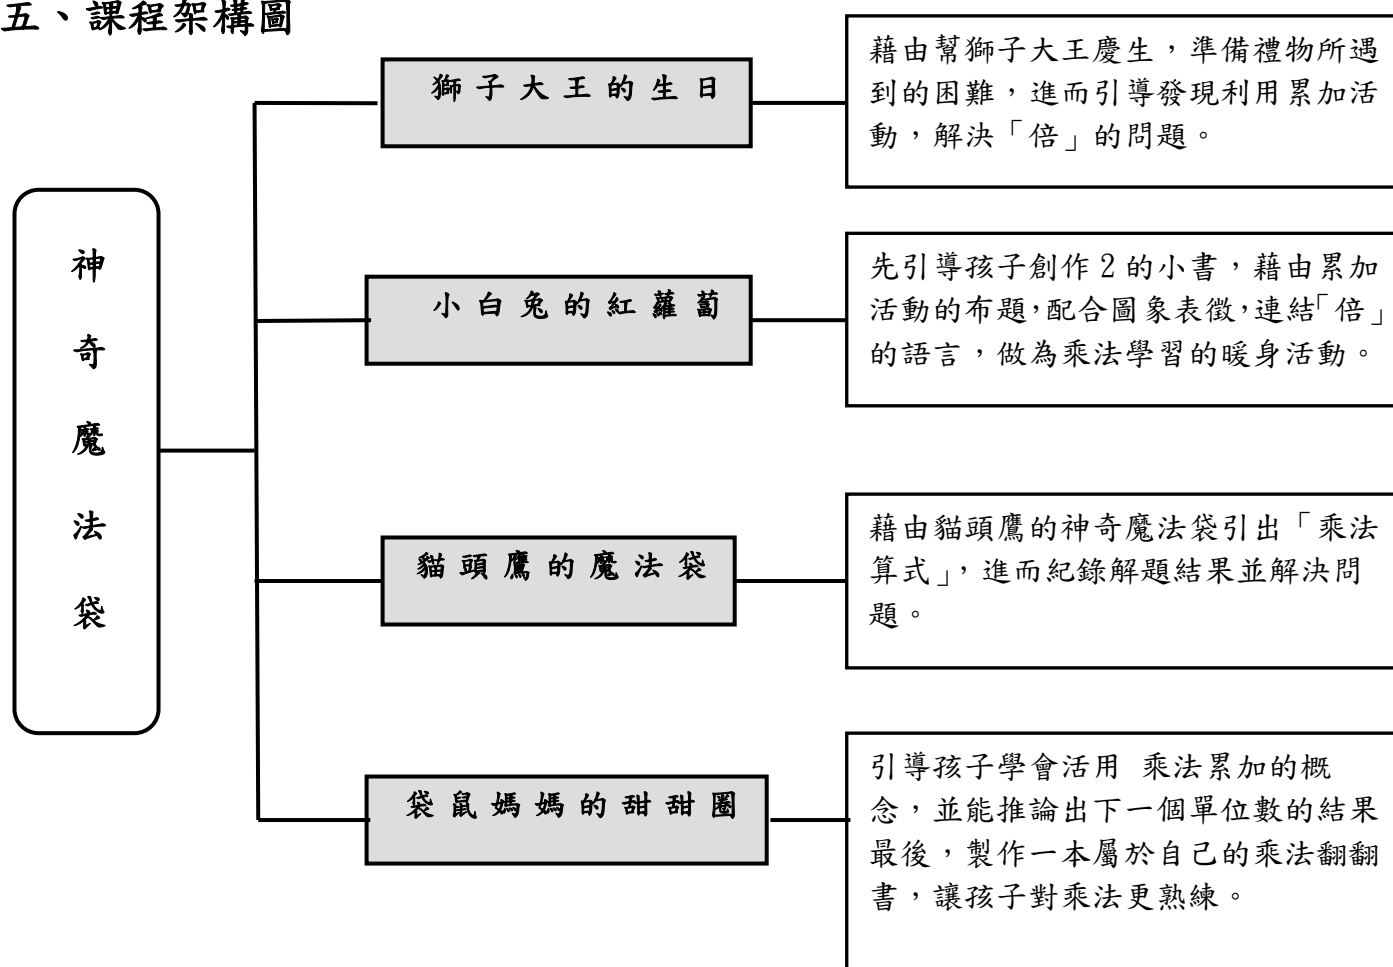 五、課程架構圖
神奇魔法袋
獅子大王的生日
藉由幫獅子大王慶生，準備禮物所遇
到的困難，進而引導發現利用累加活
動，解決「倍」的問題。
小白兔的紅蘿蔔
先引導孩子創作2的小書，藉由累加
活動的布題，配合圖象表徵，連結「倍」
的語言，做為乘法學習的暖身活動。
貓頭鷹的魔法袋
藉由貓頭鷹的神奇魔法袋引出「乘法
算式」，進而紀錄解題結果並解決問
題。
袋鼠媽媽的甜甜圈
引導孩子學會活用 乘法累加的概
念，並能推論出下一個單位數的結果
最後，製作一本屬於自己的乘法翻翻
書，讓孩子對乘法更熟練。